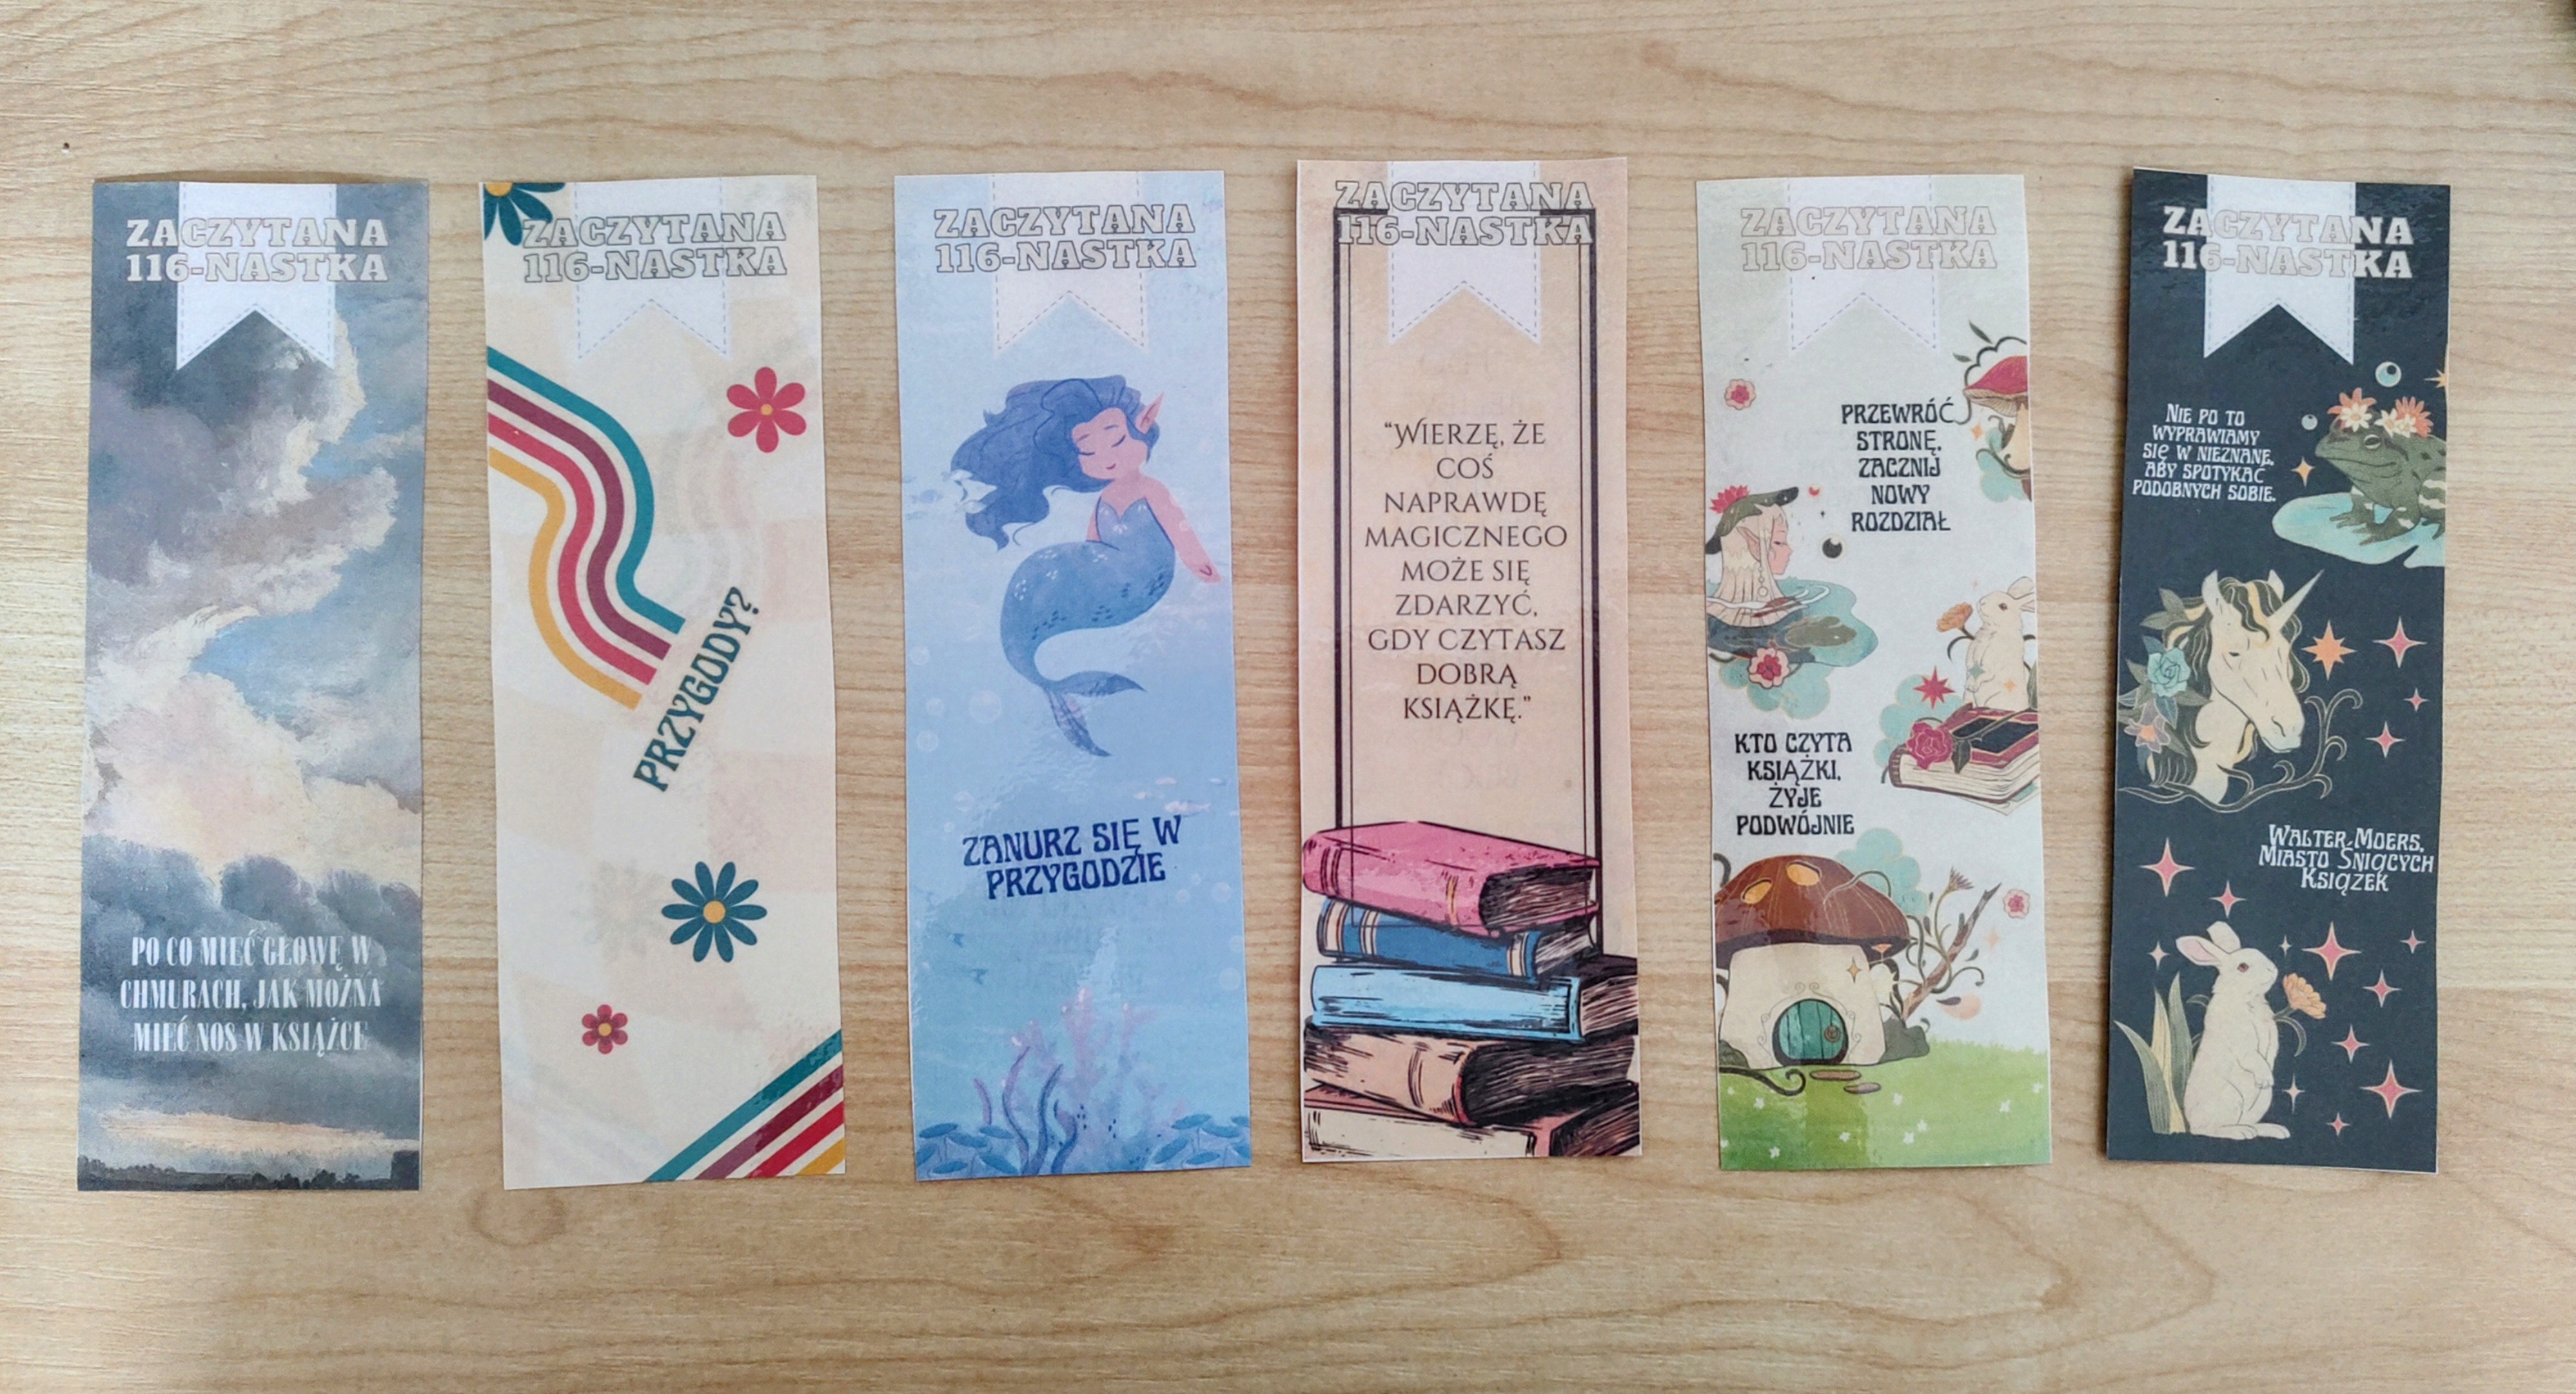 ZACZYTANA
116-NASTKA
PO CO MIEĆ GŁOWĘ W
CHMURACH, JAK MOŻNA
MIEĆ NOS W KSIĄŻCE
ZACZYTANA
116-NASTKA
PRZYGODY?
ZACZYTANA
116-NASTKA
ZANURZ SIĘ W
PRZYGODZIE
ZACZYTANA
116-NASTKA
“WIERZĘ, ŻE
COŚ
NAPRAWDĘ
MAGICZNEGO
MOŻE SIĘ
ZDARZYĆ,
GDY CZYTASZ
DOBRĄ
KSIĄŻKĘ.”
ZACZYTANA
116-NASTKA
PRZEWRÓĆ
STRONĘ,
ZACZNIJ
NOWY
ROZDZIAŁ
KTO CZYTA
KSIĄŻKI,
ŻYJE
PODWÓJNIE
ZACZYTANA
116-NASTKA
NIE PO TO
WYPRAWIAMY
SIĘ W NIEZNANE,
ABY SPOTYKAĆ
PODOBNYCH SOBIE.
WALTER MOERS,
MIASTO ŚNIĄCYCH
KSIĄŻEK